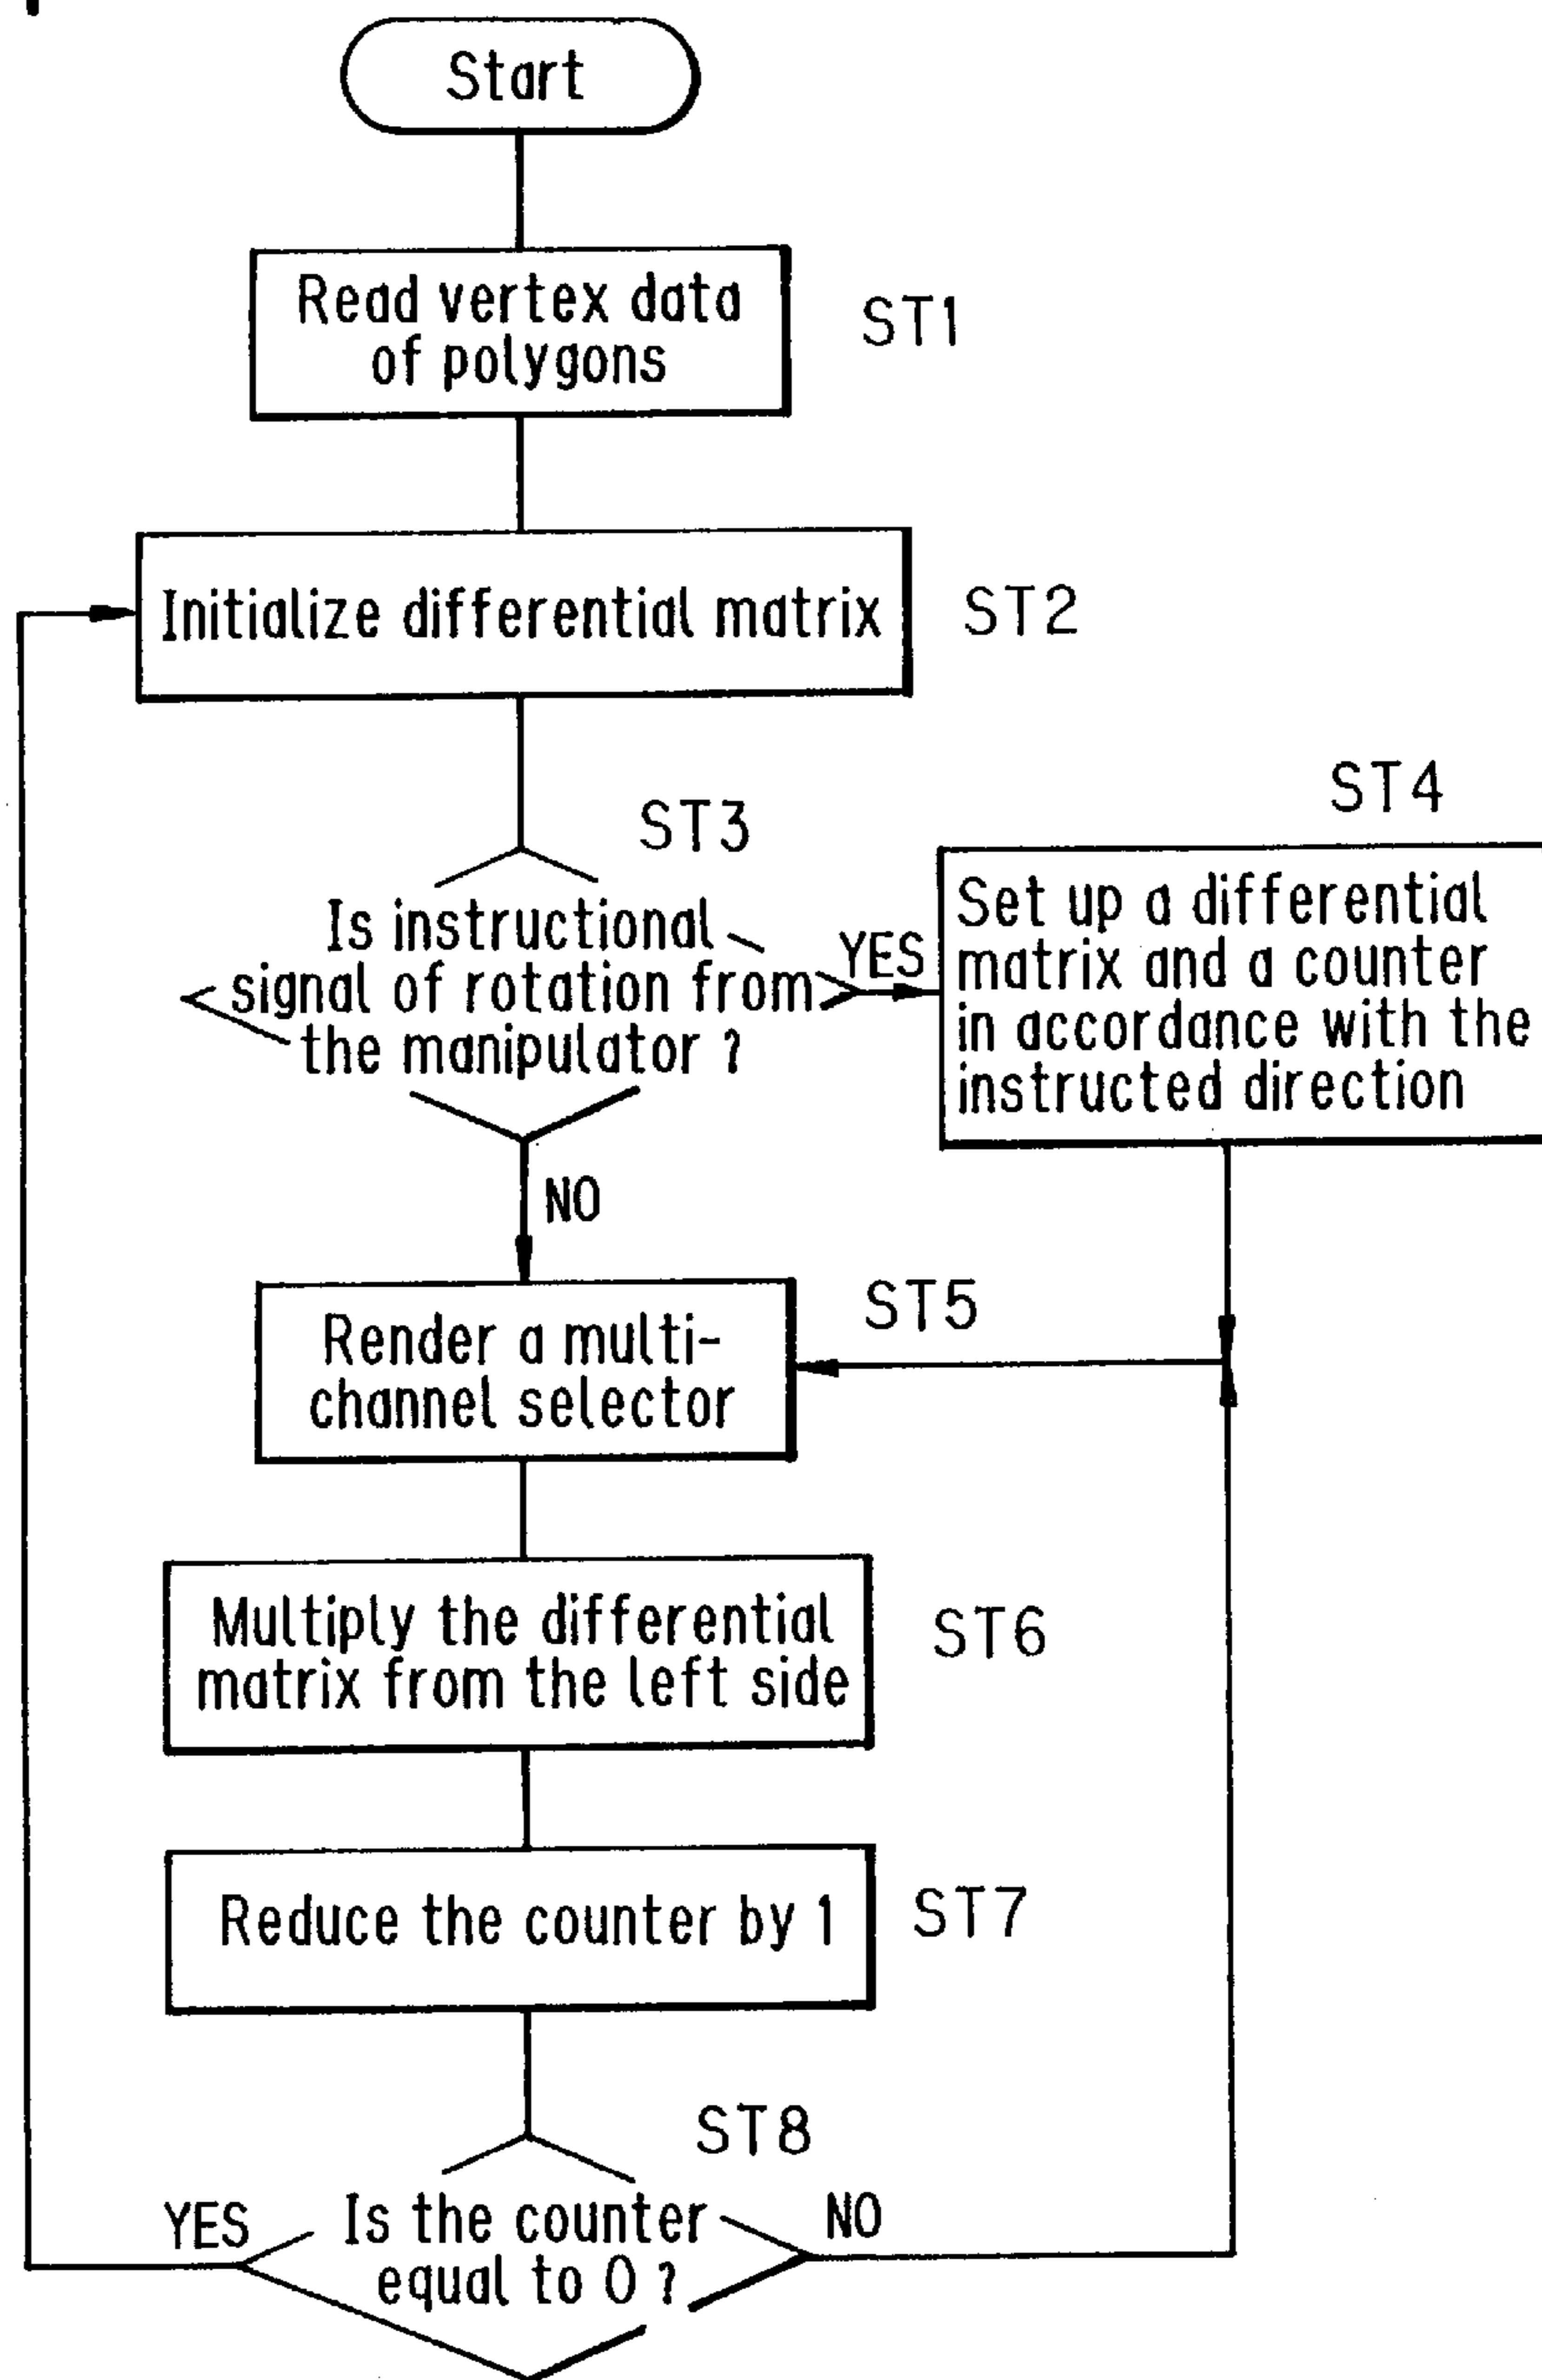 Start
Read vertex data
of polygons
ST1
Initialize differential matrix
ST2
ST3
Is instructional
signal of rotation from
the manipulator ?
YES
ST4
Set up a differential
matrix and a counter
in accordance with the
instructed direction
NO
Render a multi-
channel selector
ST5
Multiply the differential
matrix from the left side
ST6
Reduce the counter by 1
ST7
ST8
Is the counter
equal to 0 ?
YES
NO